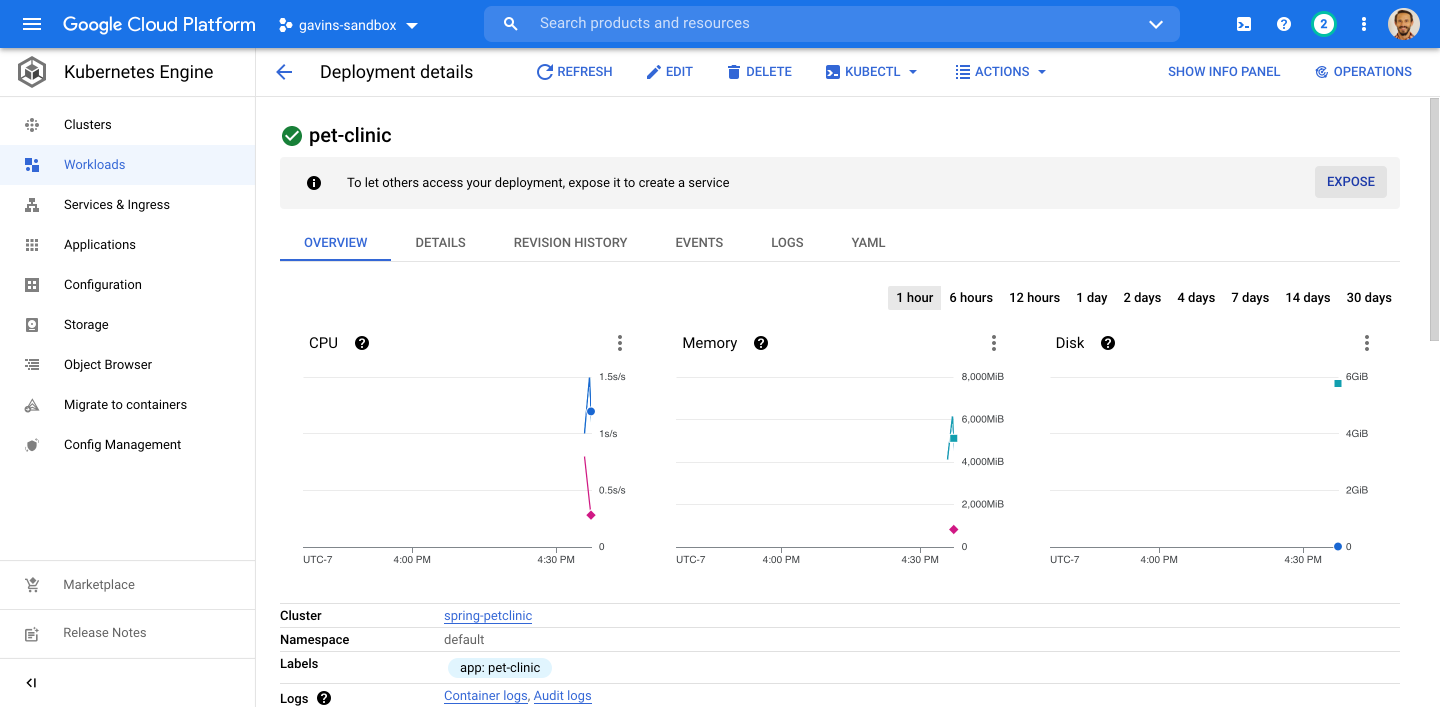 Google Cloud Platform gavins-sandbox Search products and resources 2
Kubernetes Engine
Deployment details REFRESH EDIT DELETE KUBECTL ACTIONS SHOW INFO PANEL OPERATIONS
Clusters
Workloads
Services & Ingress
Applications
Configuration
Storage
Object Browser
Migrate to containers
Config Management
Marketplace
Release Notes
pet-clinic
To let others access your deployment, expose it to create a service EXPOSE
OVERVIEW DETAILS REVISION HISTORY EVENTS LOGS YAML
1 hour 6 hours 12 hours 1 day 2 days 4 days 7 days 14 days 30 days
CPU
1.5s/s
1s/s
0.5s/s
0
UTC-7 4:00 PM 4:30 PM
Memory
8,000MiB
6,000MiB
4,000MiB
2,000MiB
0
UTC-7 4:00 PM 4:30 PM
Disk
6GiB
4GiB
2GiB
0
UTC-7 4:00 PM 4:30 PM
Cluster spring-petclinic
Namespace default
Labels app: pet-clinic
Logs Container logs, Audit logs